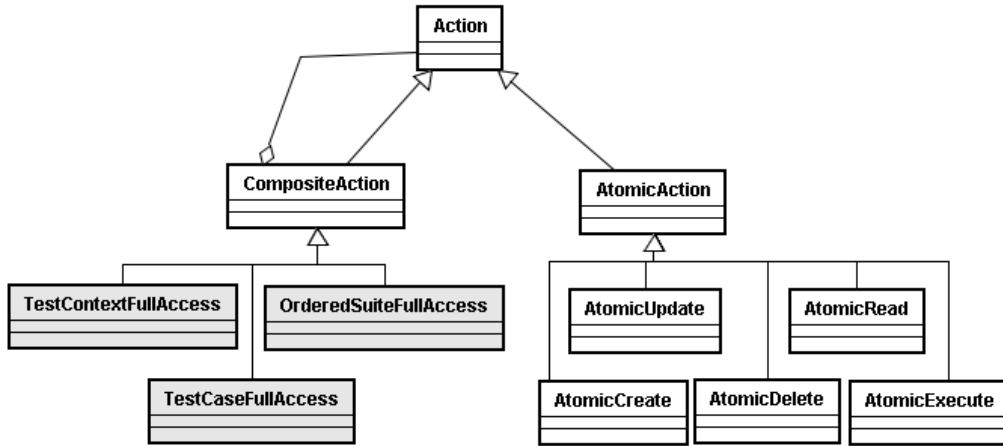 Action
CompositeAction
AtomicAction
TestContextFullAccess
OrderedSuiteFullAccess
AtomicUpdate
AtomicRead
TestCaseFullAccess
AtomicCreate
AtomicDelete
AtomicExecute